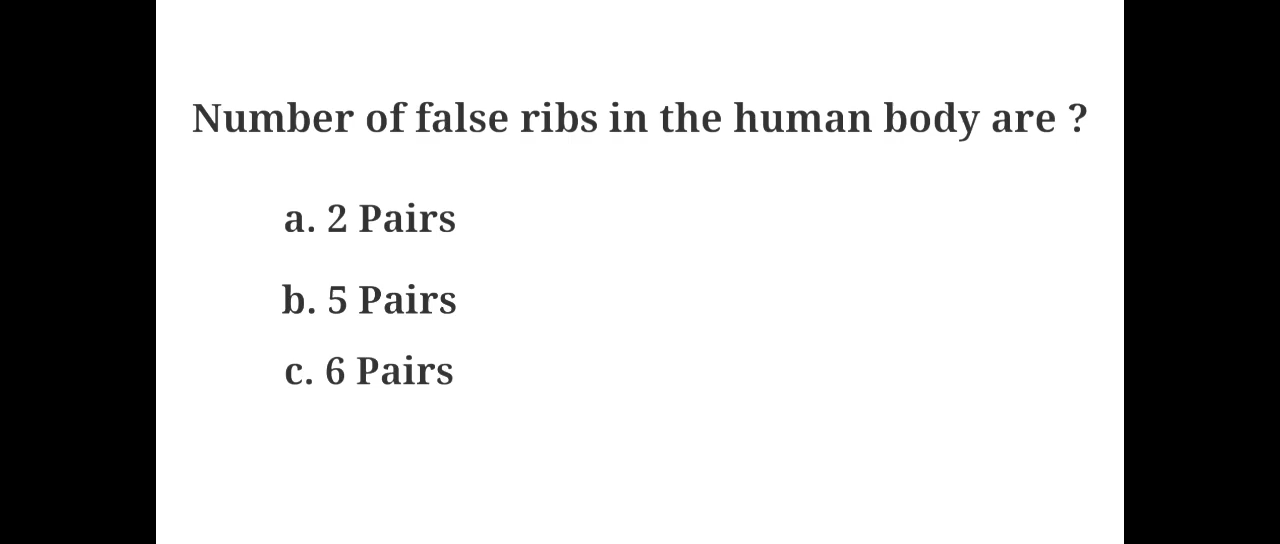 Number of false ribs in the human body are ?
a. 2 Pairs
b. 5 Pairs
c. 6 Pairs